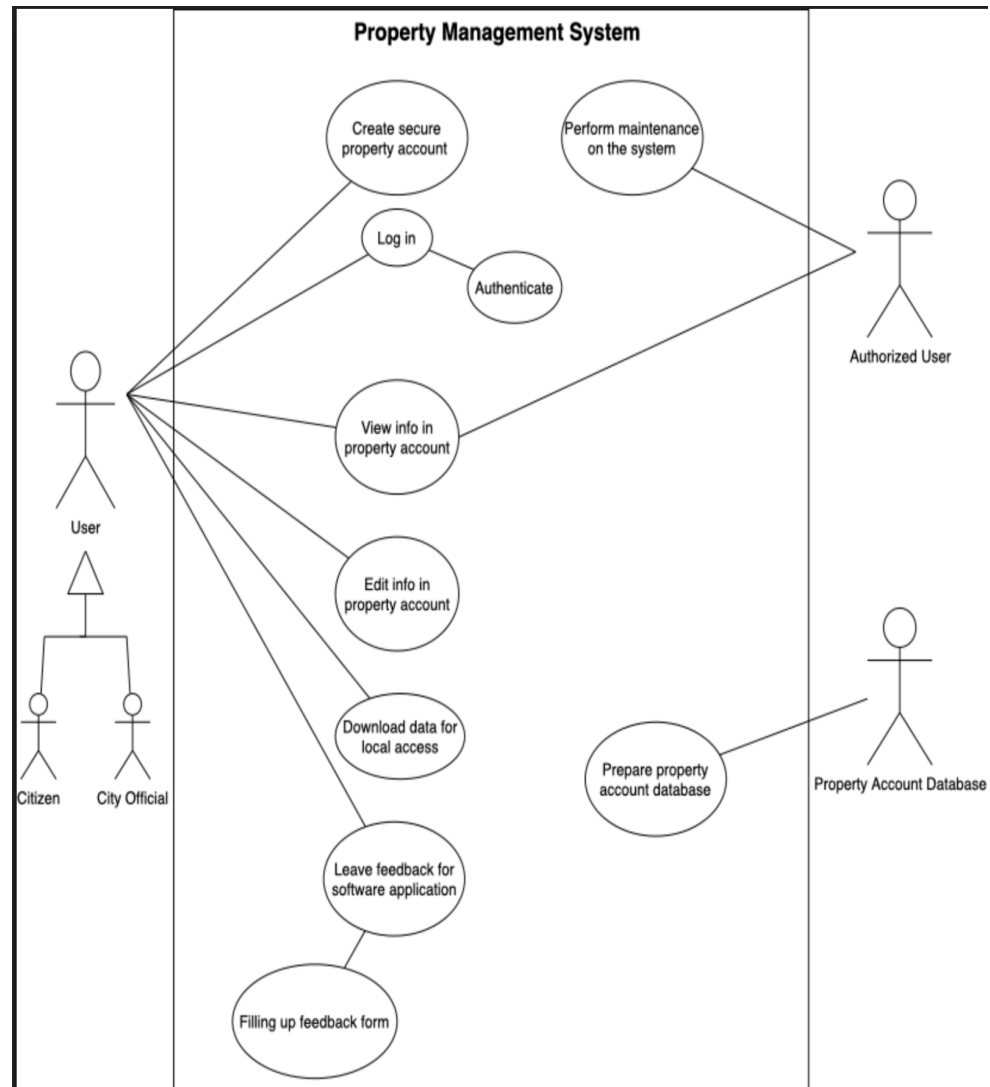 Property Management System
Create secure
property account
Perform maintenance
on the system
Log in
Authenticate
Authorized User
View info in
property account
User
Edit info in
property account
Download data for
local access
Prepare property
account database
Property Account Database
Citizen
City Official
Leave feedback for
software application
Filling up feedback form